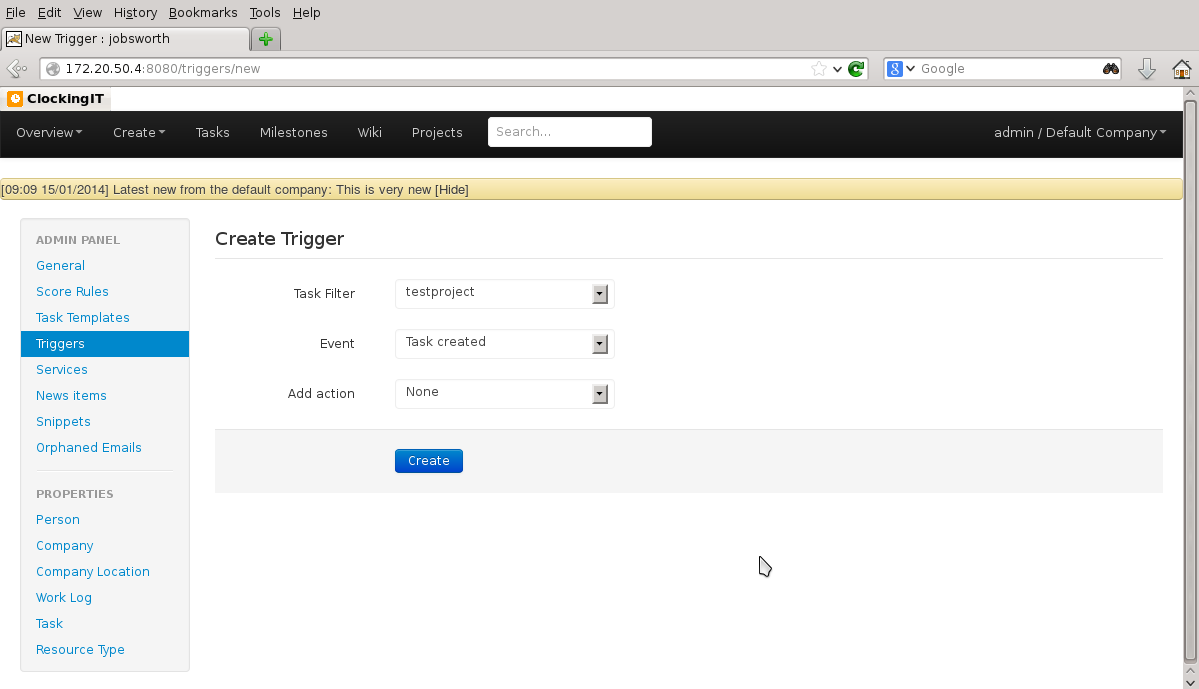 File Edit View History Bookmarks Tools Help
New Trigger : jobsworth
172.20.50.4:8080/triggers/new
8 Google
ClockingIT
Overview Create Tasks Milestones Wiki Projects Search... admin / Default Company
[09:09 15/01/2014] Latest new from the default company: This is very new [Hide]
ADMIN PANEL
General
Score Rules
Task Templates
Triggers
Services
News items
Snippets
Orphaned Emails
PROPERTIES
Person
Company
Company Location
Work Log
Task
Resource Type
Create Trigger
Task Filter testproject
Event Task created
Add action None
Create